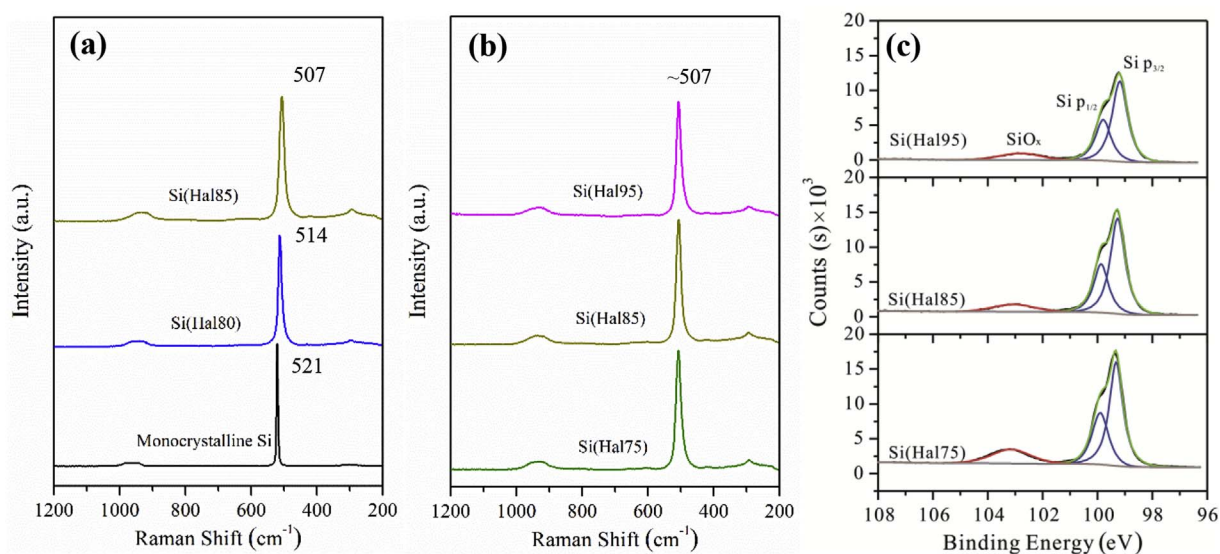 (a)
507
Si(Hal85)
514
Si(Hal80)
521
Monocrystalline Si
Intensity (a.u.)
1200 1000 800 600 400 200
Raman Shift (cm⁻¹)
(b)
~507
Si(Hal95)
Si(Hal85)
Si(Hal75)
Intensity (a.u.)
1200 1000 800 600 400 200
Raman Shift (cm⁻¹)
(c)
20
15
10
5
0
Si p₃/₂
Si p₁/₂
SiOₓ
Si(Hal95)
20
15
10
5
0
Si(Hal85)
20
15
10
5
0
Si(Hal75)
Counts (s)×10³
108 106 104 102 100 98 96
Binding Energy (eV)